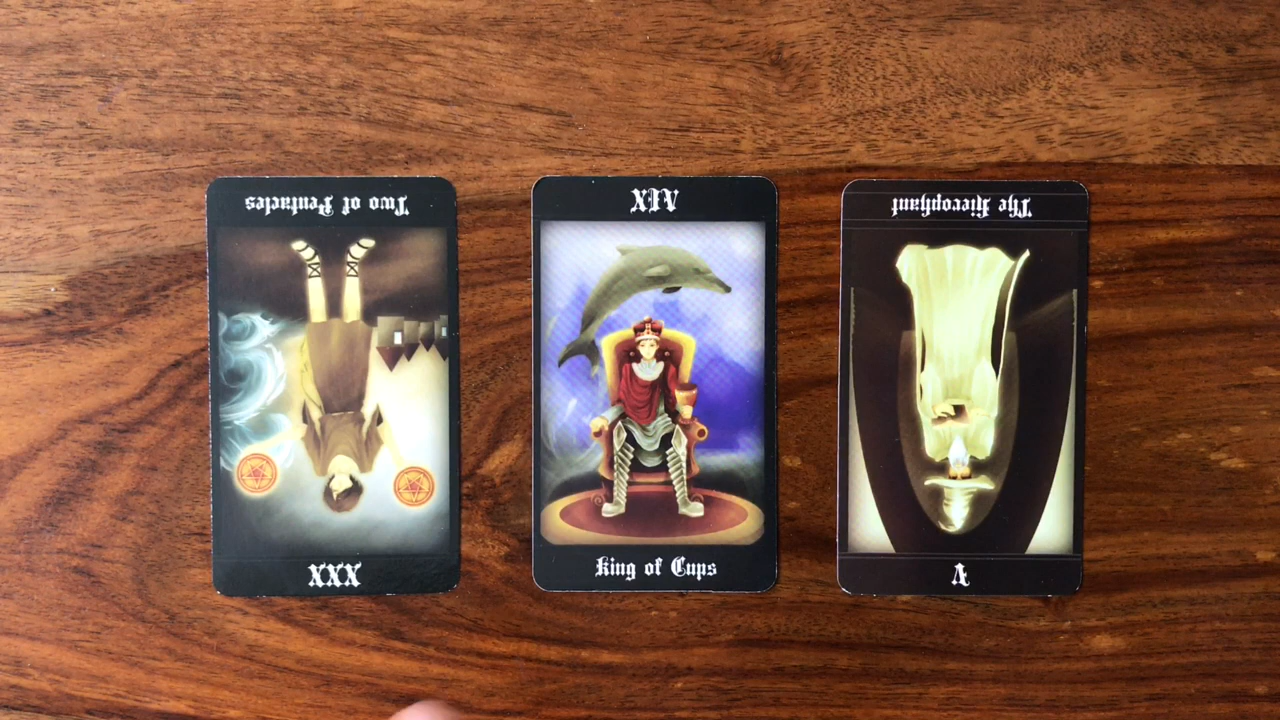 Two of Pentacles
XXX
XIV
King of Cups
The Hierophant
V